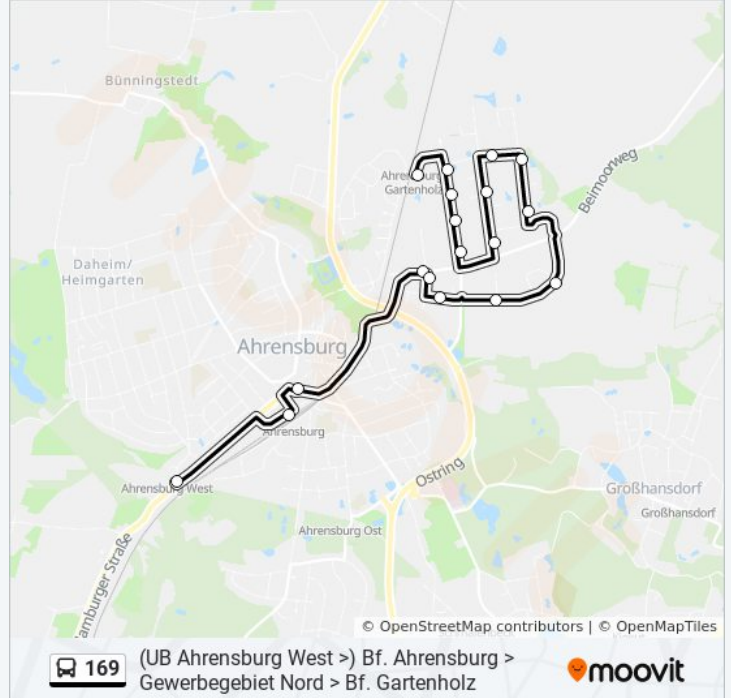 Bünningstedt
Beimoorweg
Gartenholz
Daheim/
Heimgarten
Ahrensburg
Ahrensburg
Ahrensburg West
Ostring
Großhansdorf
Großhansdorf
Ahrensburg Ost
Hamburger Straße
© OpenStreetMap contributors | © OpenMapTiles
169
(UB Ahrensburg West >) Bf. Ahrensburg >
Gewerbegebiet Nord > Bf. Gartenholz
moovit